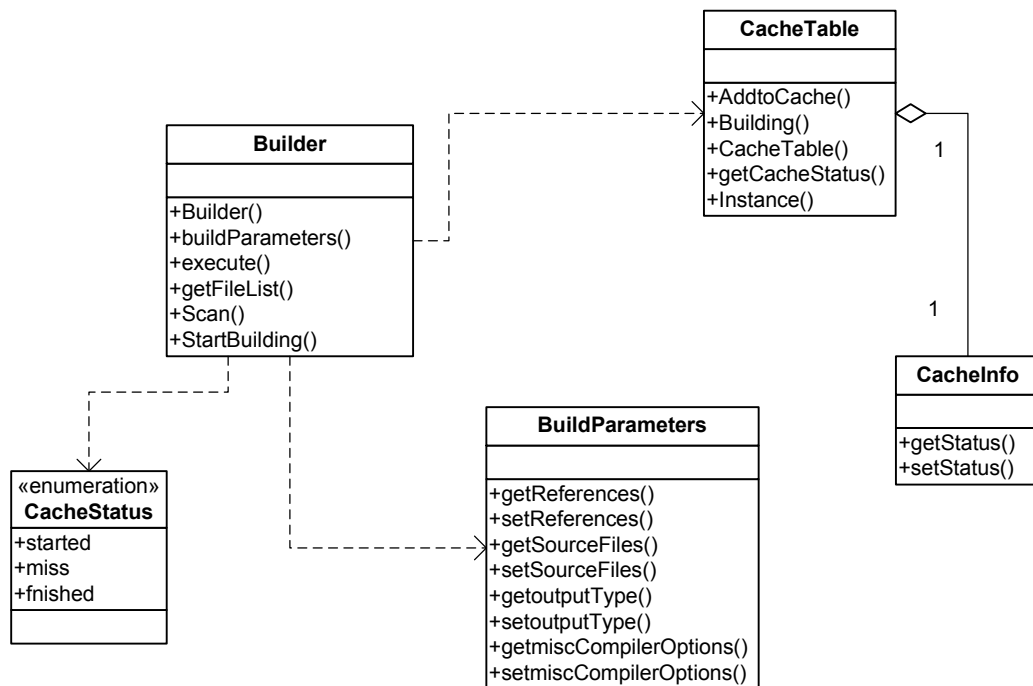 CacheTable
+AddtoCache()
+Building()
+CacheTable()
+getCacheStatus()
+Instance()
1
1
Builder
+Builder()
+buildParameters()
+execute()
+getFileList()
+Scan()
+StartBuilding()
CacheInfo
+getStatus()
+setStatus()
BuildParameters
+getReferences()
+setReferences()
+getSourceFiles()
+setSourceFiles()
+getoutputType()
+setoutputType()
+getmiscCompilerOptions()
+setmiscCompilerOptions()
«enumeration»
CacheStatus
+started
+miss
+fnished